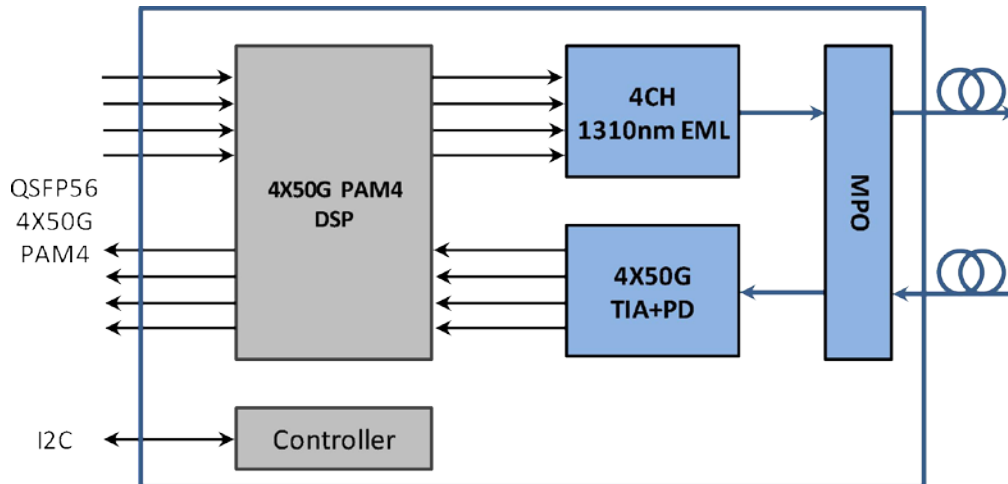 QSFP56
4X50G
PAM4
I2C
4X50G PAM4
DSP
4CH
1310nm EML
4X50G
TIA+PD
MPO
Controller